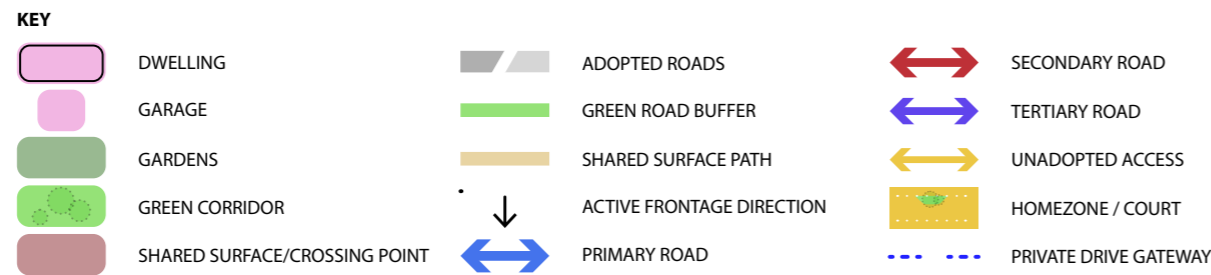 KEY
DWELLING
GARAGE
GARDENS
GREEN CORRIDOR
SHARED SURFACE/CROSSING POINT
ADOPTED ROADS
GREEN ROAD BUFFER
SHARED SURFACE PATH
ACTIVE FRONTAGE DIRECTION
PRIMARY ROAD
SECONDARY ROAD
TERTIARY ROAD
UNADOPTED ACCESS
HOMEZONE / COURT
PRIVATE DRIVE GATEWAY